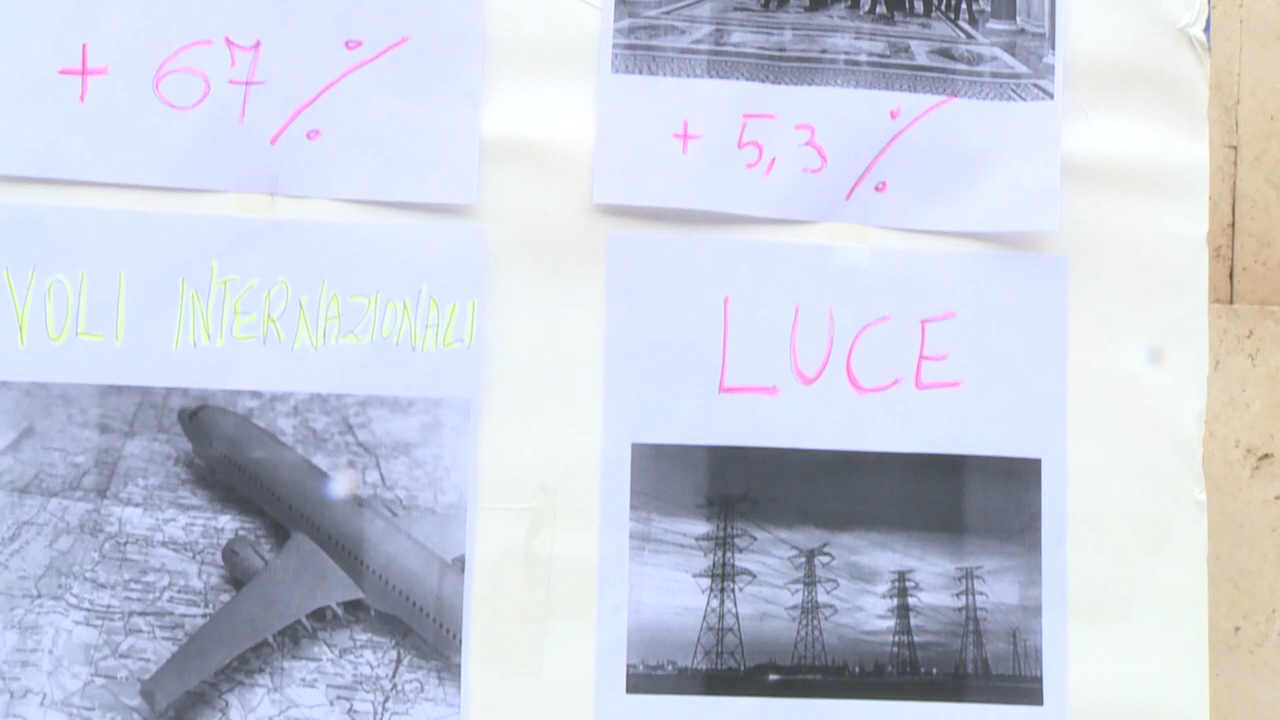 + 67 %
+ 5,3 %
VOLI INTERNAZIONALI
LUCE